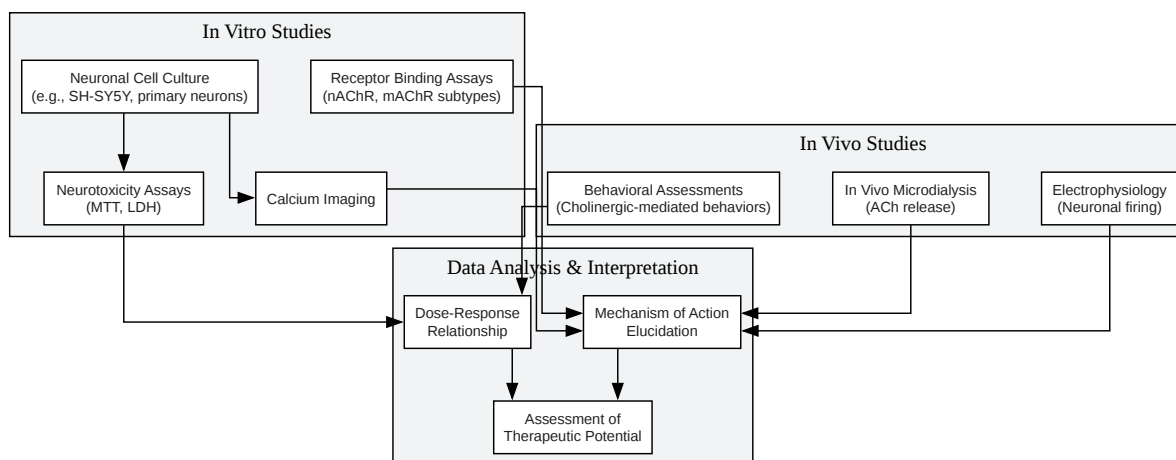 In Vitro Studies
Neuronal Cell Culture
(e.g., SH-SY5Y, primary neurons)
Receptor Binding Assays
(nAChR, mAChR subtypes)
Neurotoxicity Assays
(MTT, LDH)
Calcium Imaging
In Vivo Studies
Behavioral Assessments
(Cholinergic-mediated behaviors)
In Vivo Microdialysis
(ACh release)
Electrophysiology
(Neuronal firing)
Data Analysis & Interpretation
Dose-Response
Relationship
Mechanism of Action
Elucidation
Assessment of
Therapeutic Potential